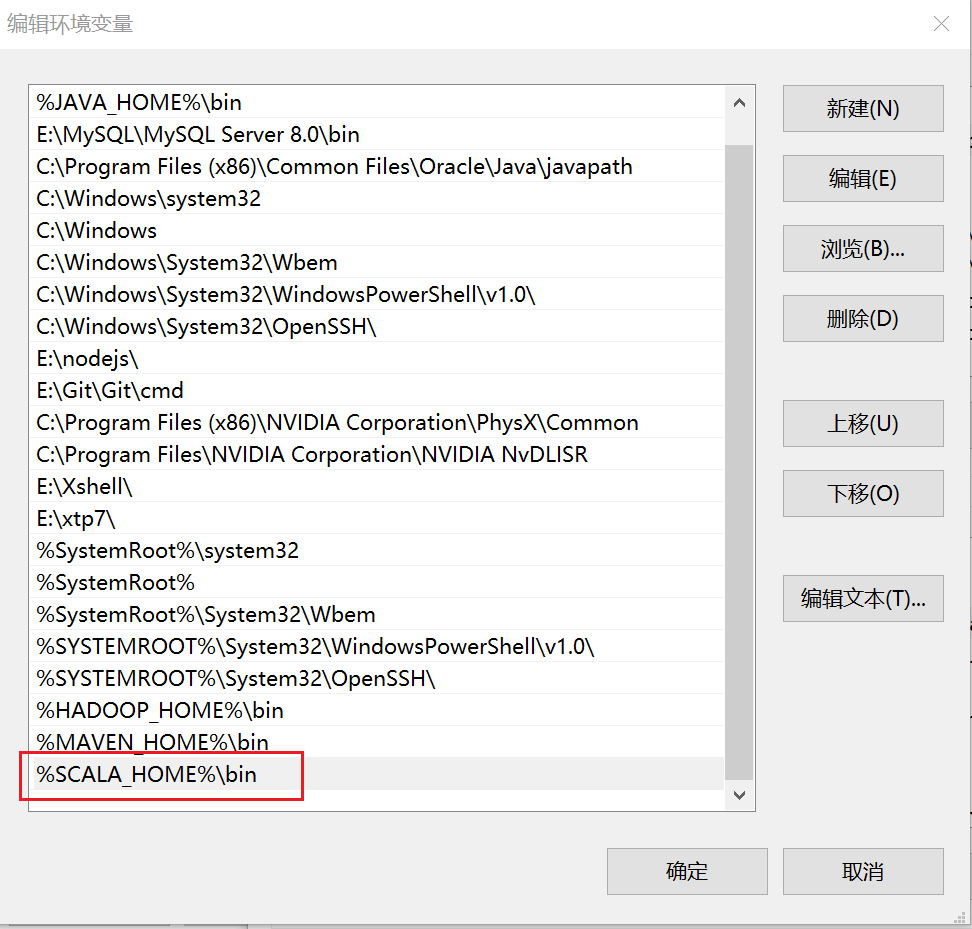 编辑环境变量
%JAVA_HOME%\bin
E:\MySQL\MySQL Server 8.0\bin
C:\Program Files (x86)\Common Files\Oracle\Java\javapath
C:\Windows\system32
C:\Windows
C:\Windows\System32\Wbem
C:\Windows\System32\WindowsPowerShell\v1.0\
C:\Windows\System32\OpenSSH\
E:\nodejs\
E:\Git\Git\cmd
C:\Program Files (x86)\NVIDIA Corporation\PhysX\Common
C:\Program Files\NVIDIA Corporation\NVIDIA NvDLISR
E:\Xshell\
E:\xtp7\
%SystemRoot%\system32
%SystemRoot%
%SystemRoot%\System32\Wbem
%SYSTEMROOT%\System32\WindowsPowerShell\v1.0\
%SYSTEMROOT%\System32\OpenSSH\
%HADOOP_HOME%\bin
%MAVEN_HOME%\bin
%SCALA_HOME%\bin
新建(N)
编辑(E)
浏览(B)...
删除(D)
上移(U)
下移(O)
编辑文本(T)...
确定
取消